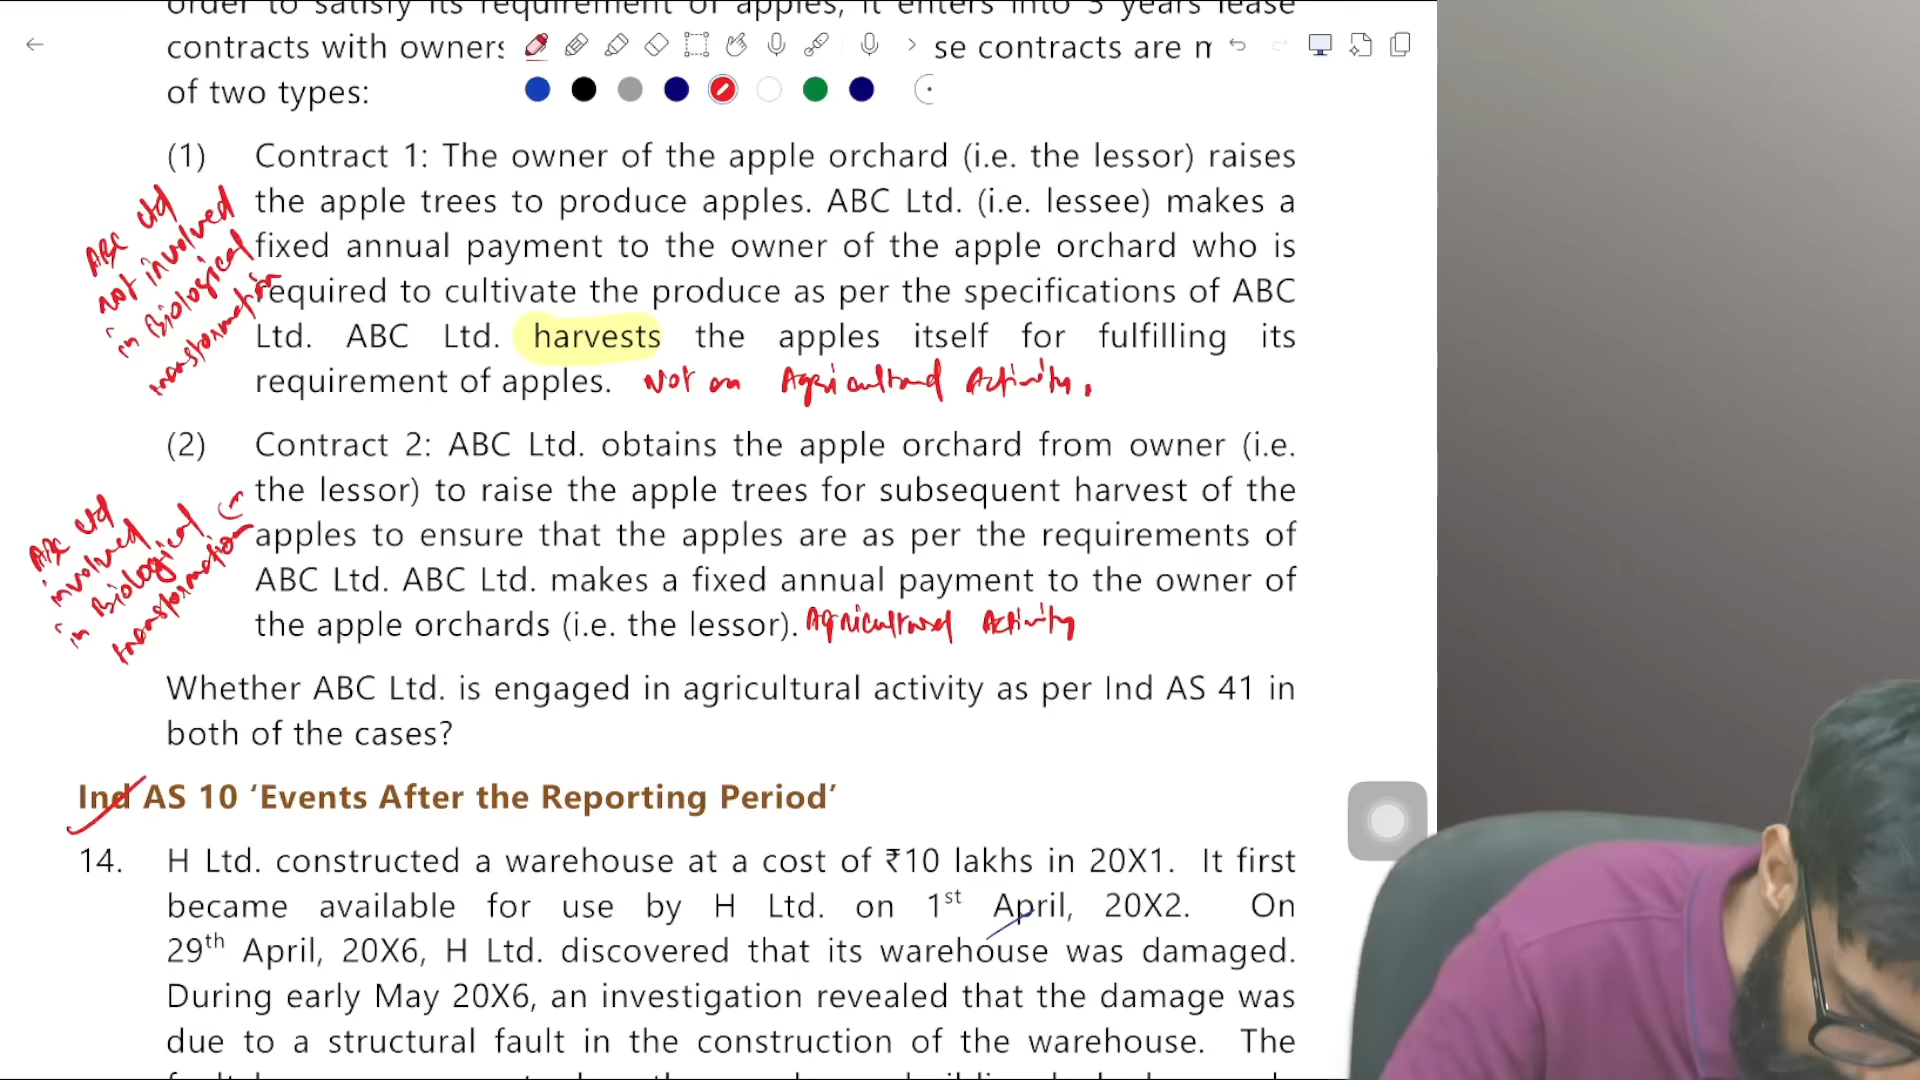 order to satisfy its requirement of apples, it enters into 3 years lease
contracts with owners se contracts are m
of two types:
(1) Contract 1: The owner of the apple orchard (i.e. the lessor) raises
the apple trees to produce apples. ABC Ltd. (i.e. lessee) makes a
fixed annual payment to the owner of the apple orchard who is
required to cultivate the produce as per the specifications of ABC
Ltd. ABC Ltd. harvests the apples itself for fulfilling its
requirement of apples. Not an Agricultural Activity.
ABC Ltd
not involved
in Biological
transformation
(2) Contract 2: ABC Ltd. obtains the apple orchard from owner (i.e.
the lessor) to raise the apple trees for subsequent harvest of the
apples to ensure that the apples are as per the requirements of
ABC Ltd. ABC Ltd. makes a fixed annual payment to the owner of
the apple orchards (i.e. the lessor). Agricultural Activity
ABC Ltd
involved
in Biological
transformation
Whether ABC Ltd. is engaged in agricultural activity as per Ind AS 41 in
both of the cases?
Ind AS 10 ‘Events After the Reporting Period’
14. H Ltd. constructed a warehouse at a cost of ₹10 lakhs in 20X1. It first
became available for use by H Ltd. on 1st April, 20X2. On
29th April, 20X6, H Ltd. discovered that its warehouse was damaged.
During early May 20X6, an investigation revealed that the damage was
due to a structural fault in the construction of the warehouse. The